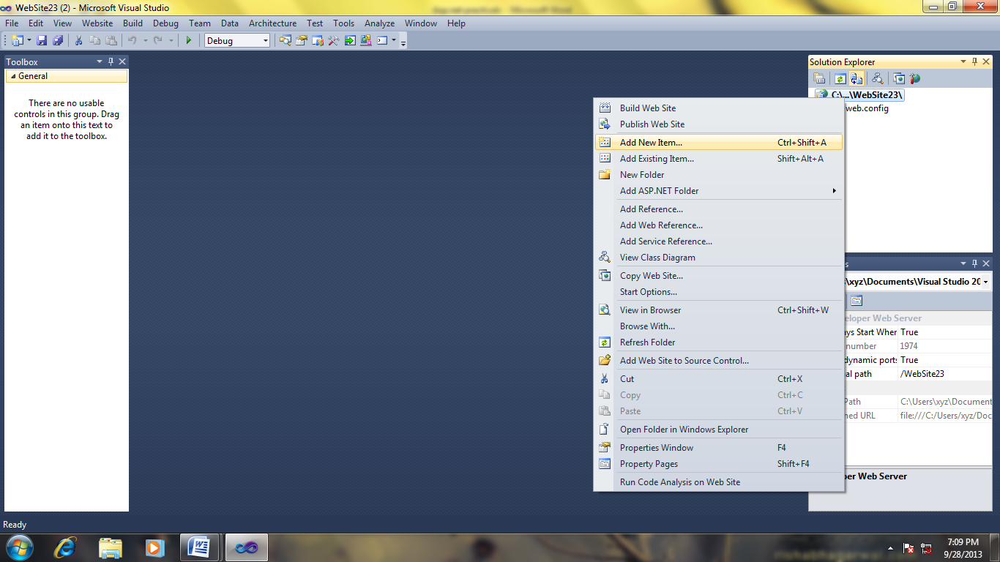 WebSite23 (2) - Microsoft Visual Studio
File Edit View Website Build Debug Team Data Architecture Test Tools Analyze Window Help
Debug
Toolbox
General
There are no usable
controls in this group. Drag
an item onto this text to
add it to the toolbox.
Solution Explorer
C:\...\WebSite23\
web.config
Build Web Site
Publish Web Site
Add New Item... Ctrl+Shift+A
Add Existing Item... Shift+Alt+A
New Folder
Add ASP.NET Folder
Add Reference...
Add Web Reference...
Add Service Reference...
View Class Diagram
Copy Web Site...
Start Options...
View in Browser Ctrl+Shift+W
Browse With...
Refresh Folder
Add Web Site to Source Control...
Cut Ctrl+X
Copy Ctrl+C
Paste Ctrl+V
Open Folder in Windows Explorer
Properties Window F4
Property Pages Shift+F4
Run Code Analysis on Web Site
s
\xyz\Documents\Visual Studio 20
eloper Web Server
ys Start Wher True
number 1974
dynamic ports True
al path /WebSite23
Path C:\Users\xyz\Document
ned URL file:///C:/Users/xyz/Doc
per Web Server
Ready
7:09 PM
9/28/2013